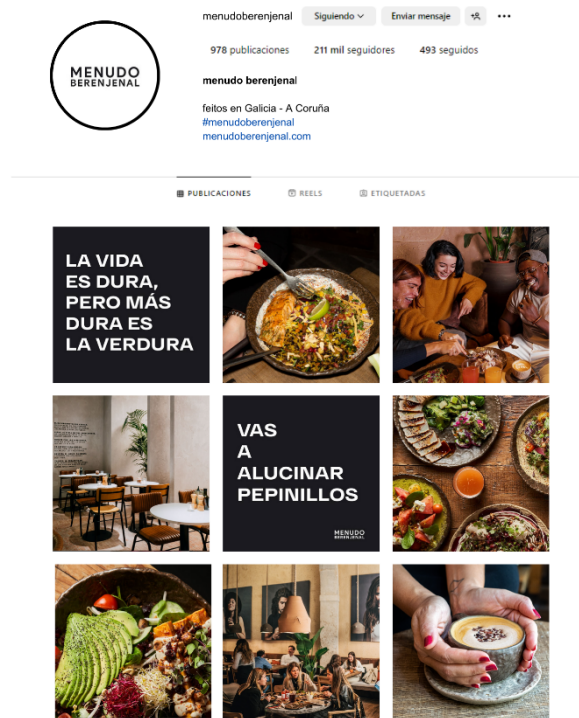 menudoberenjenal Siguiendo Enviar mensaje
978 publicaciones 211 mil seguidores 493 seguidos
MENUDO
BERENJENAL
menudo berenjenal
feitos en Galicia - A Coruña
#menudoberenjenal
menudoberenjenal.com
PUBLICACIONES REELS ETIQUETADAS
LA VIDA
ES DURA,
PERO MÁS
DURA ES
LA VERDURA
VAS
A
ALUCINAR
PEPINILLOS
MENUDO
BERENJENAL